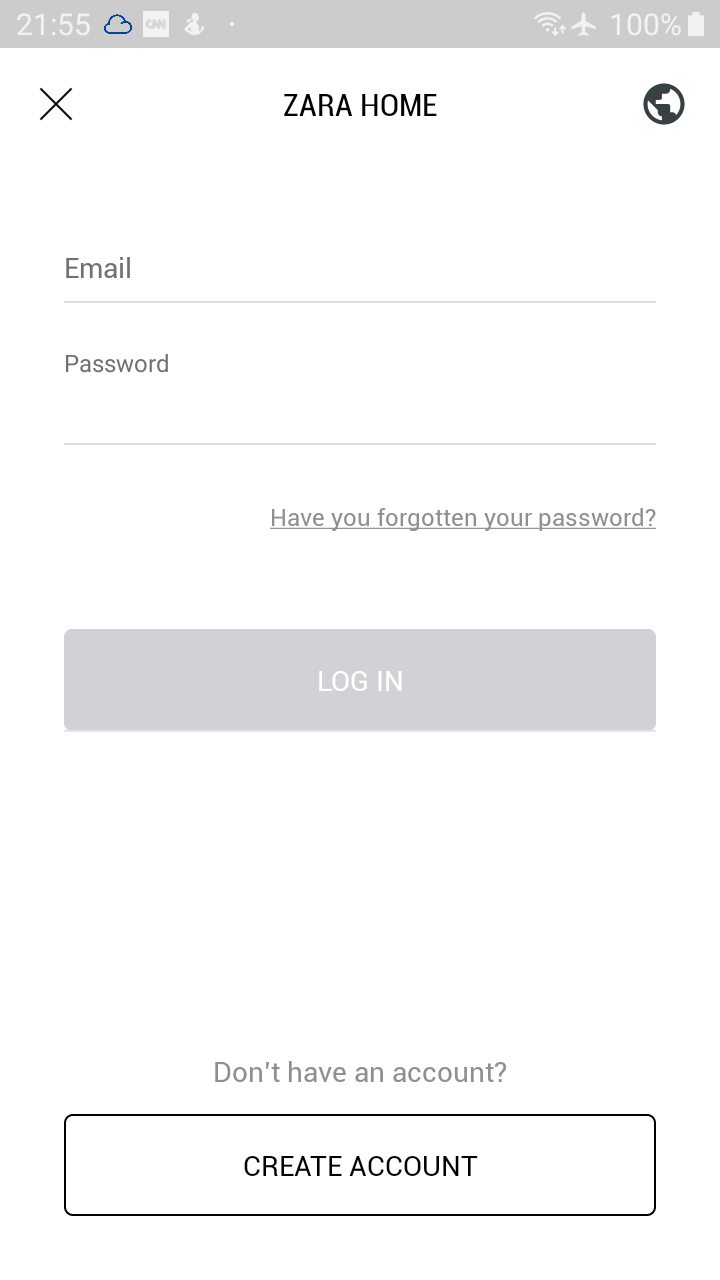 21:55 CNN 100%
ZARA HOME
Email
Password
Have you forgotten your password?
LOG IN
Don't have an account?
CREATE ACCOUNT